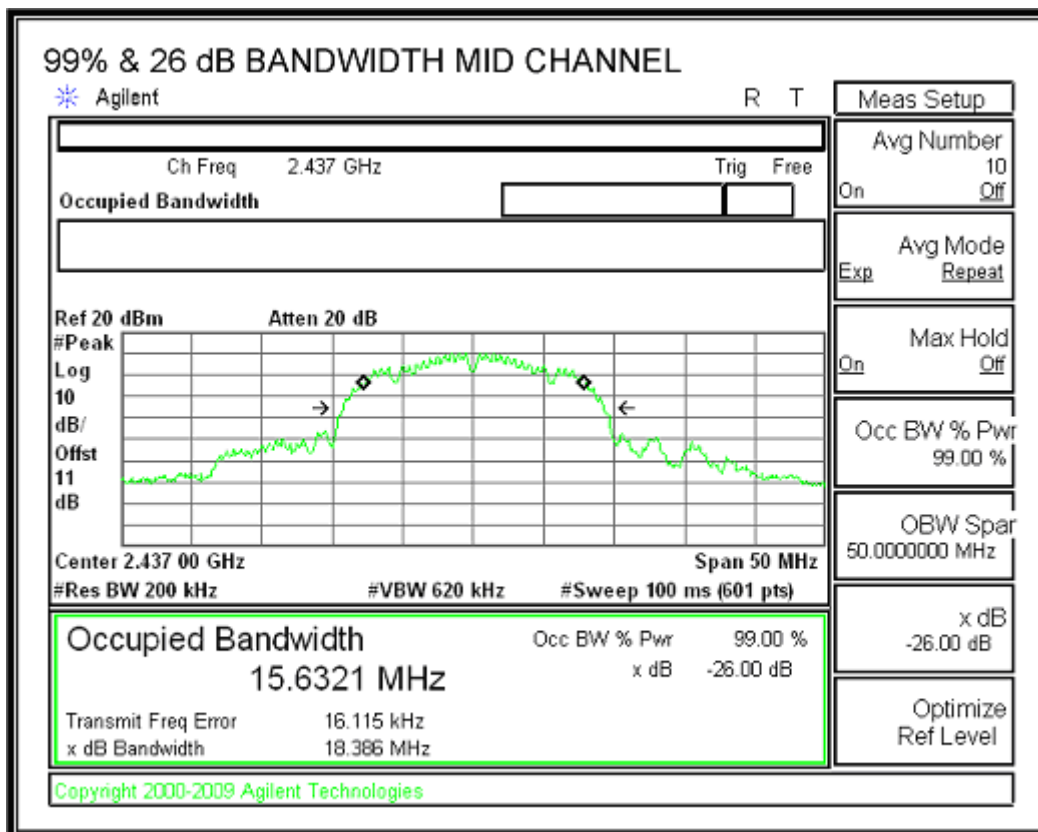 99% & 26 dB BANDWIDTH MID CHANNEL
Agilent R T
Ch Freq 2.437 GHz Trig Free
Occupied Bandwidth
Ref 20 dBm Atten 20 dB
#Peak
Log
10
dB/
Offst
11
dB
Center 2.437 00 GHz Span 50 MHz
#Res BW 200 kHz #VBW 620 kHz #Sweep 100 ms (601 pts)
Occupied Bandwidth
15.6321 MHz
Occ BW % Pwr 99.00 %
x dB -26.00 dB
Transmit Freq Error 16.115 kHz
x dB Bandwidth 18.386 MHz
Copyright 2000-2009 Agilent Technologies
Meas Setup
Avg Number
10
On Off
Avg Mode
Exp Repeat
Max Hold
On Off
Occ BW % Pwr
99.00 %
OBW Span
50.0000000 MHz
x dB
-26.00 dB
Optimize
Ref Level